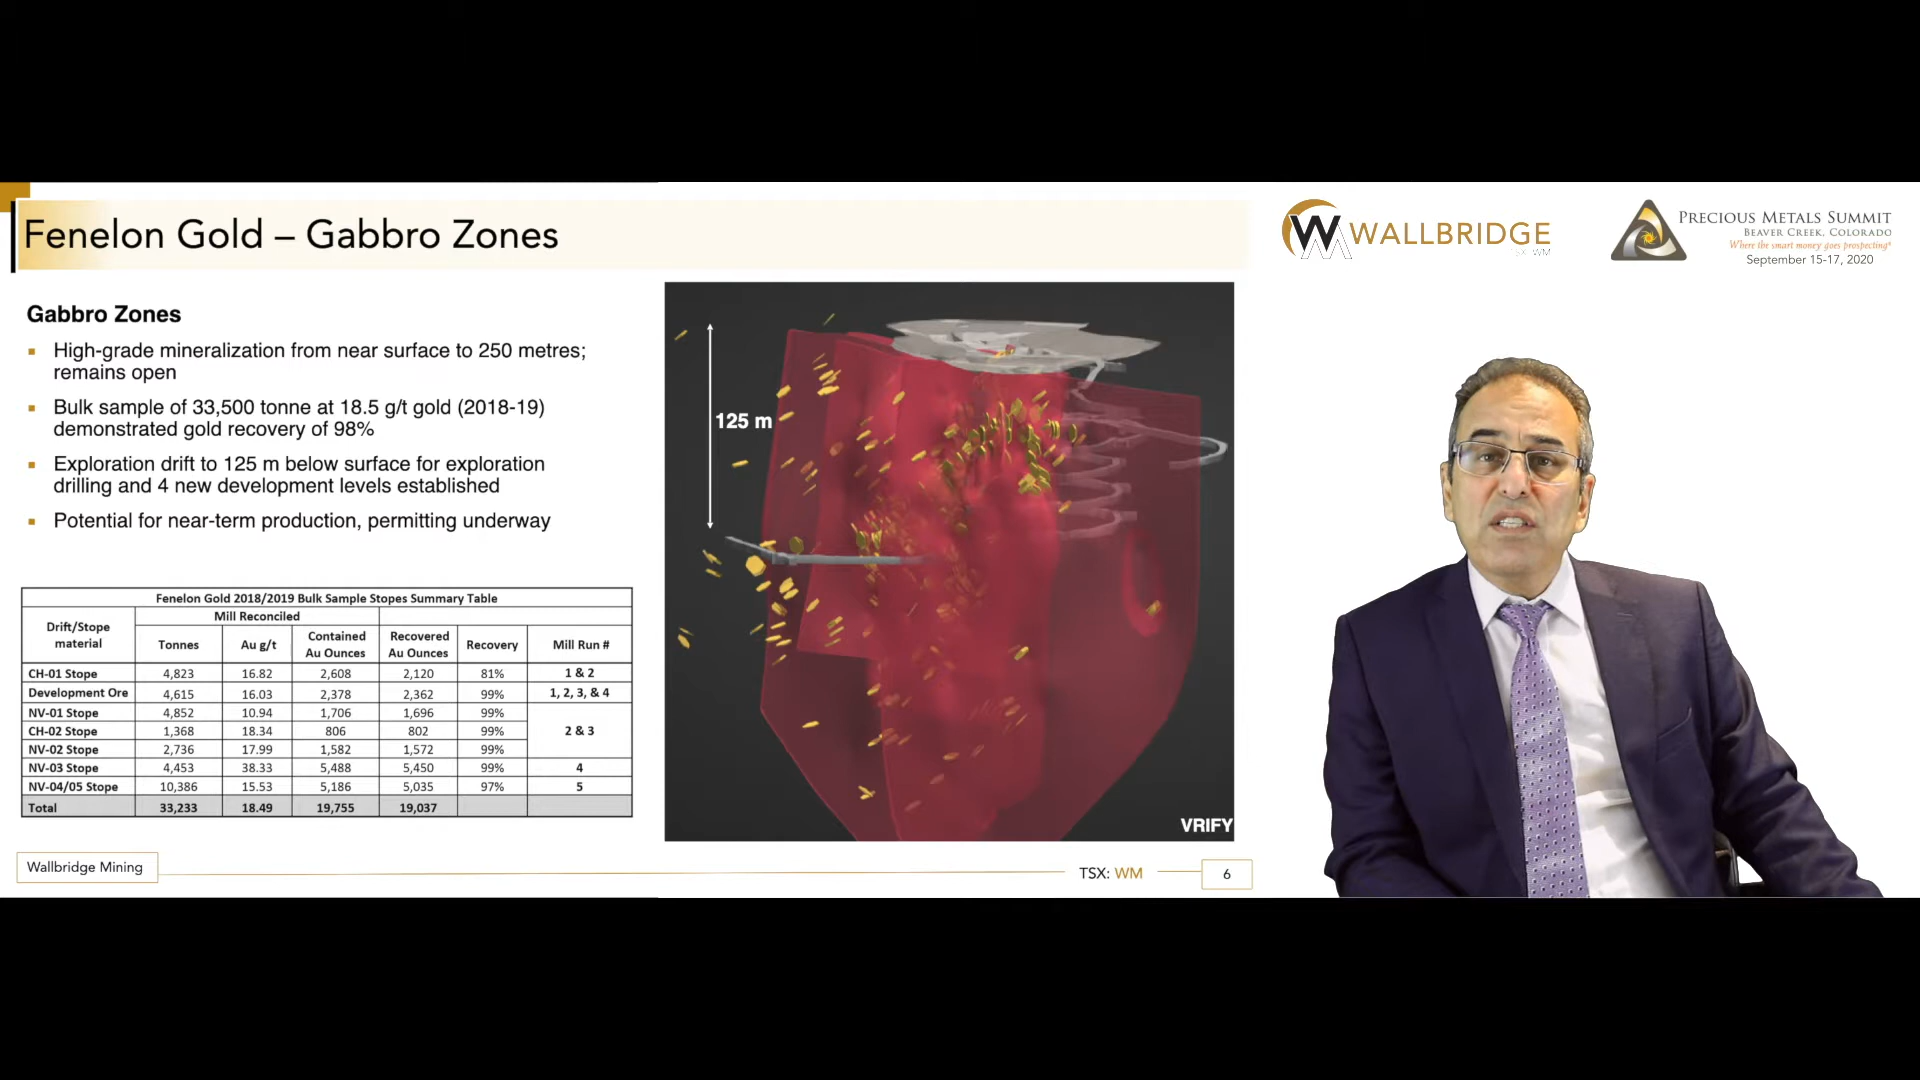 Fenelon Gold – Gabbro Zones
WALLBRIDGE
TSX: WM
PRECIOUS METALS SUMMIT
BEAVER CREEK, COLORADO
Where the smart money goes prospecting®
September 15-17, 2020
Gabbro Zones
▪ High-grade mineralization from near surface to 250 metres;
remains open
▪ Bulk sample of 33,500 tonne at 18.5 g/t gold (2018-19)
demonstrated gold recovery of 98%
▪ Exploration drift to 125 m below surface for exploration
drilling and 4 new development levels established
▪ Potential for near-term production, permitting underway
125 m
VRIFY
Fenelon Gold 2018/2019 Bulk Sample Stopes Summary Table
Drift/Stope material | Mill Reconciled
Tonnes | Au g/t | Contained Au Ounces | Recovered Au Ounces | Recovery | Mill Run #
CH-01 Stope | 4,823 | 16.82 | 2,608 | 2,120 | 81% | 1 & 2
Development Ore | 4,615 | 16.03 | 2,378 | 2,362 | 99% | 1, 2, 3, & 4
NV-01 Stope | 4,852 | 10.94 | 1,706 | 1,696 | 99%
CH-02 Stope | 1,368 | 18.34 | 806 | 802 | 99% | 2 & 3
NV-02 Stope | 2,736 | 17.99 | 1,582 | 1,572 | 99%
NV-03 Stope | 4,453 | 38.33 | 5,488 | 5,450 | 99% | 4
NV-04/05 Stope | 10,386 | 15.53 | 5,186 | 5,035 | 97% | 5
Total | 33,233 | 18.49 | 19,755 | 19,037
Wallbridge Mining
TSX: WM
6